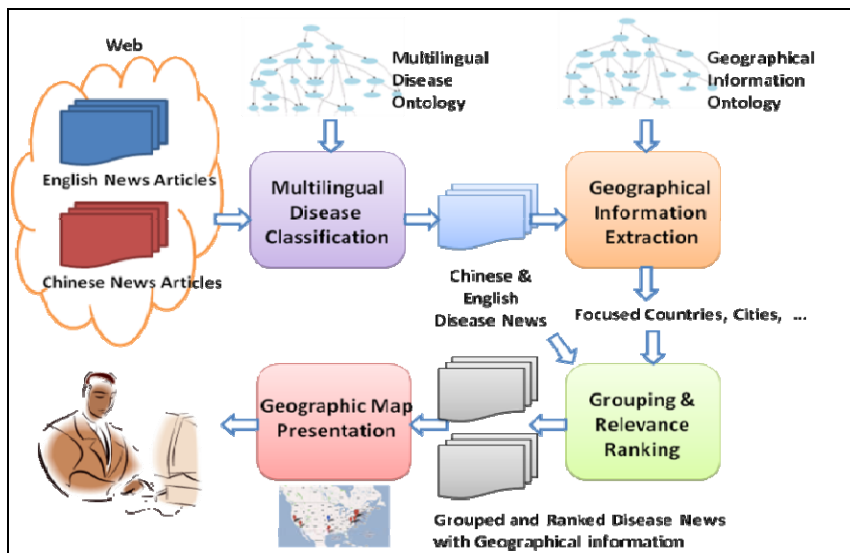 Web
Multilingual
Disease
Ontology
Geographical
Information
Ontology
English News Articles
Chinese News Articles
Multilingual
Disease
Classification
Geographical
Information
Extraction
Chinese &
English
Disease News
Focused Countries, Cities, ...
Geographic Map
Presentation
Grouping &
Relevance
Ranking
Grouped and Ranked Disease News
with Geographical information